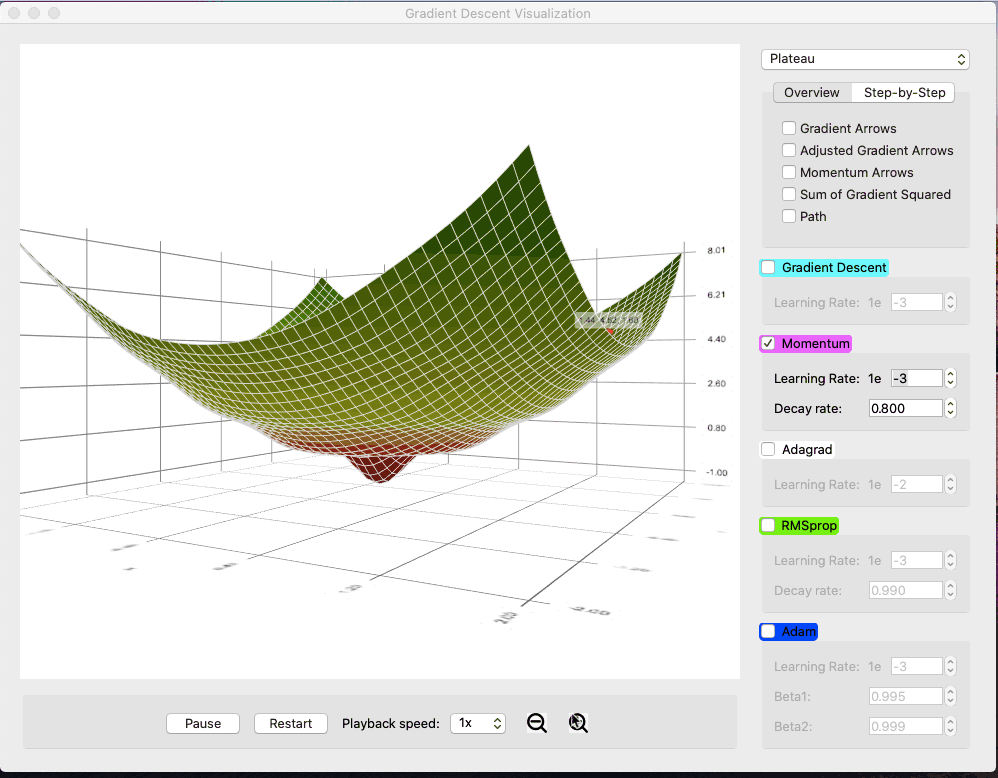 Gradient Descent Visualization
Plateau
Overview Step-by-Step
Gradient Arrows
Adjusted Gradient Arrows
Momentum Arrows
Sum of Gradient Squared
Path
Gradient Descent
Learning Rate: 1e -3
Momentum
Learning Rate: 1e -3
Decay rate: 0.800
Adagrad
Learning Rate: 1e -2
RMSprop
Learning Rate: 1e -3
Decay rate: 0.990
Adam
Learning Rate: 1e -3
Beta1: 0.995
Beta2: 0.999
8.01
6.21
4.40
2.60
0.80
-1.00
Pause Restart Playback speed: 1x